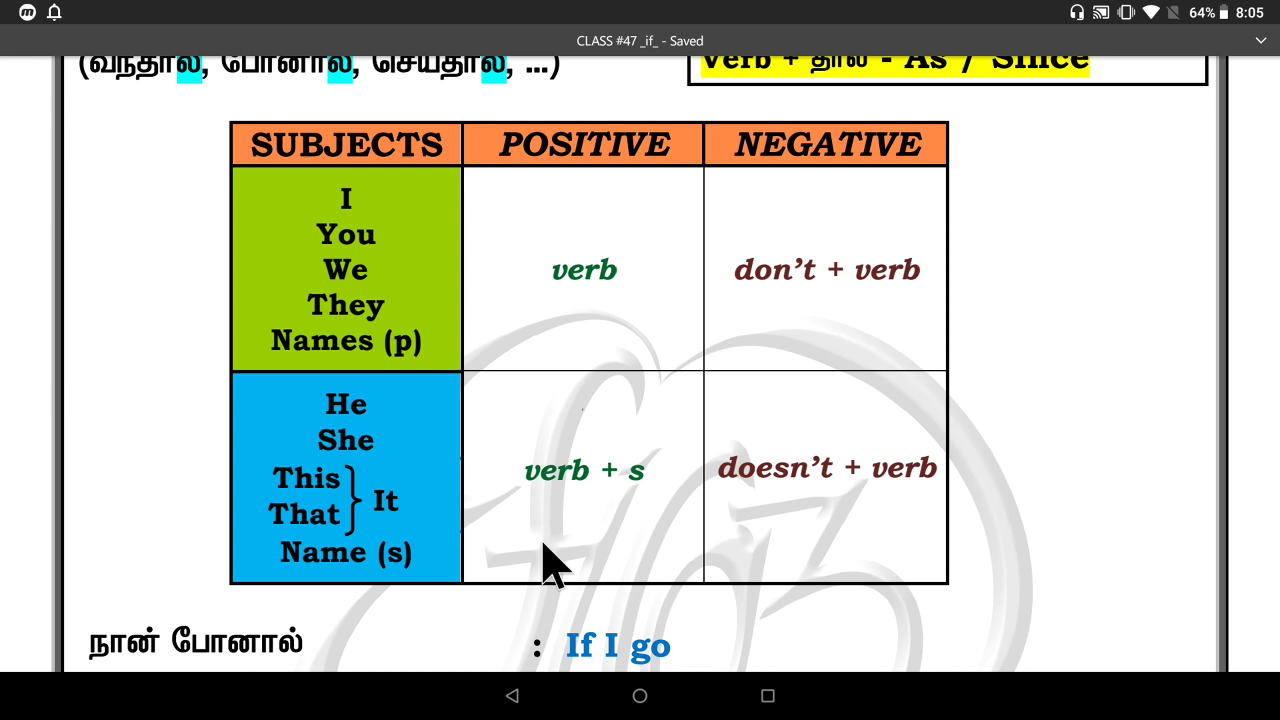 64% 8:05
CLASS #47 _if_ - Saved
(வந்தால், போனால், செய்தால், ...)
Verb + தால் - As / Since
SUBJECTS POSITIVE NEGATIVE
I
You
We
They
Names (p)
verb
don't + verb
He
She
This
That
It
Name (s)
verb + s
doesn't + verb
நான் போனால் : If I go